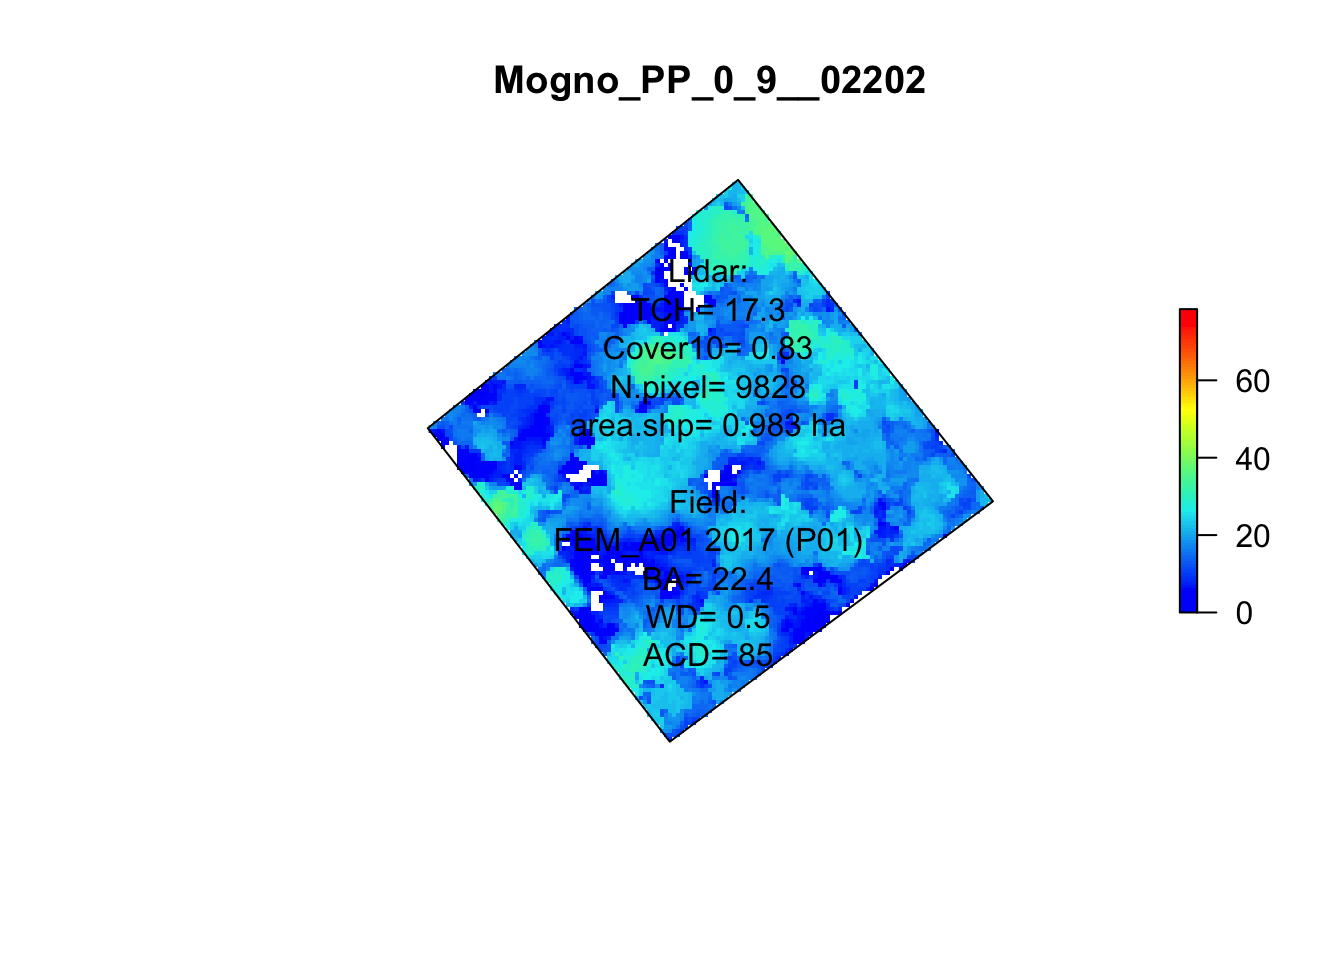 Mogno_PP_0_9__02202
Lidar:
TCH= 17.3
Cover10= 0.83
N.pixel= 9828
area.shp= 0.983 ha
Field:
FEM_A01 2017 (P01)
BA= 22.4
WD= 0.5
ACD= 85
60
40
20
0